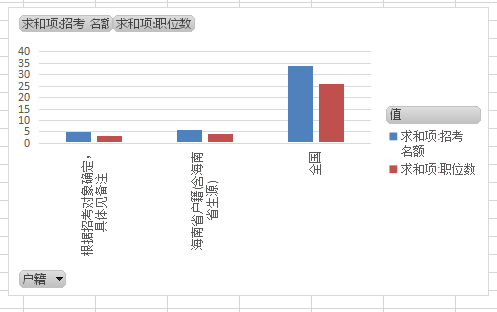 求和项:招考 名额 求和项:职位数
40
35
30
25
20
15
10
5
0
根据招考对象确定，
具体见备注
海南省户籍(含海南
省生源)
全国
值
求和项:招考
名额
求和项:职位数
户籍